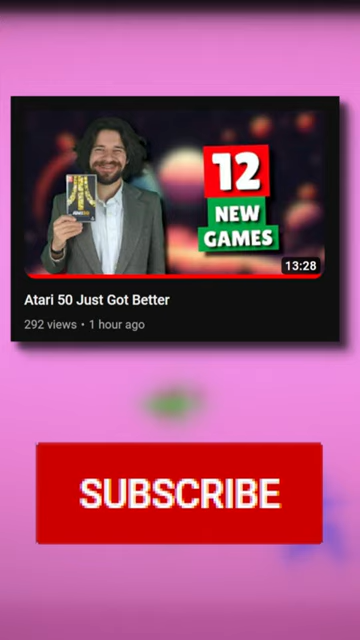 12
NEW
GAMES
13:28
Atari 50 Just Got Better
292 views • 1 hour ago
SUBSCRIBE